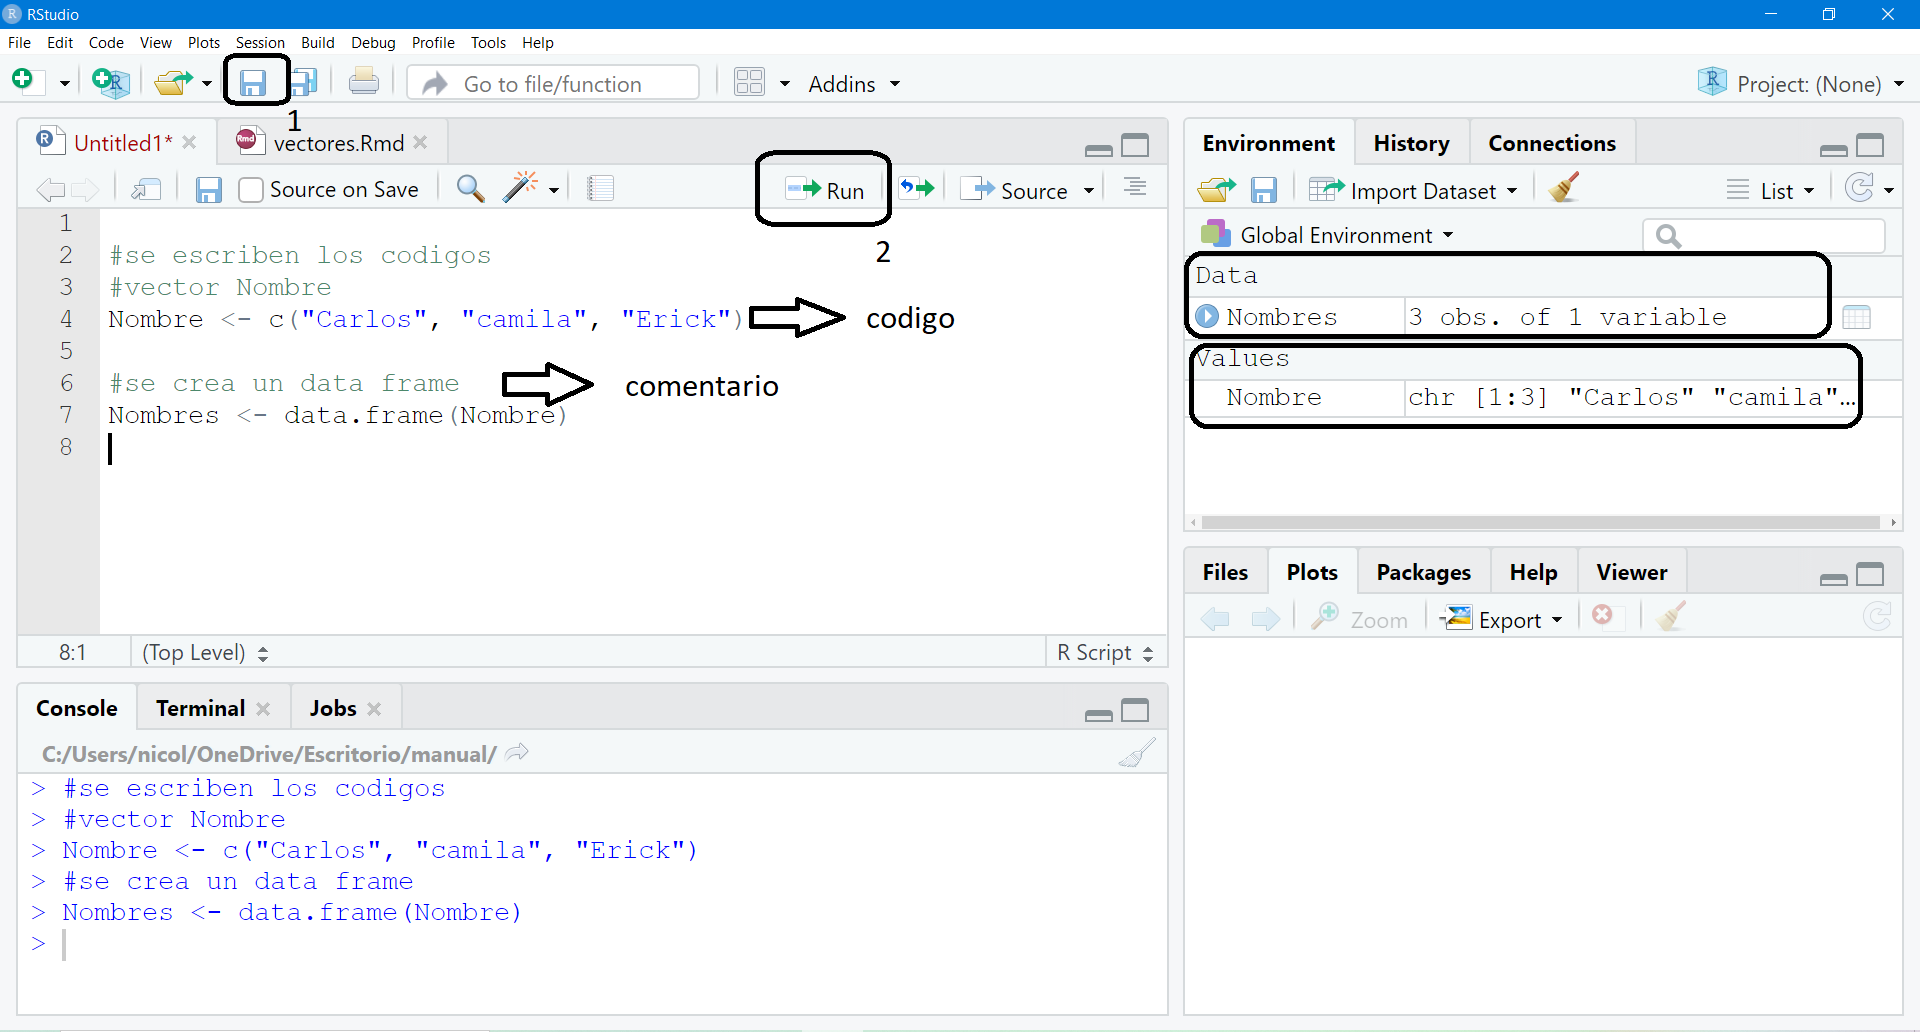 RStudio
File Edit Code View Plots Session Build Debug Profile Tools Help
Go to file/function Addins Project: (None)
1
Untitled1* vectores.Rmd
Source on Save Run Source
2
1
2 #se escriben los codigos
3 #vector Nombre
4 Nombre <- c("Carlos", "camila", "Erick") codigo
5
6 #se crea un data frame comentario
7 Nombres <- data.frame(Nombre)
8
8:1 (Top Level) R Script
Console Terminal Jobs
C:/Users/nicol/OneDrive/Escritorio/manual/
> #se escriben los codigos
> #vector Nombre
> Nombre <- c("Carlos", "camila", "Erick")
> #se crea un data frame
> Nombres <- data.frame(Nombre)
>
Environment History Connections
Import Dataset List
Global Environment
Data
Nombres 3 obs. of 1 variable
Values
Nombre chr [1:3] "Carlos" "camila"…
Files Plots Packages Help Viewer
Zoom Export